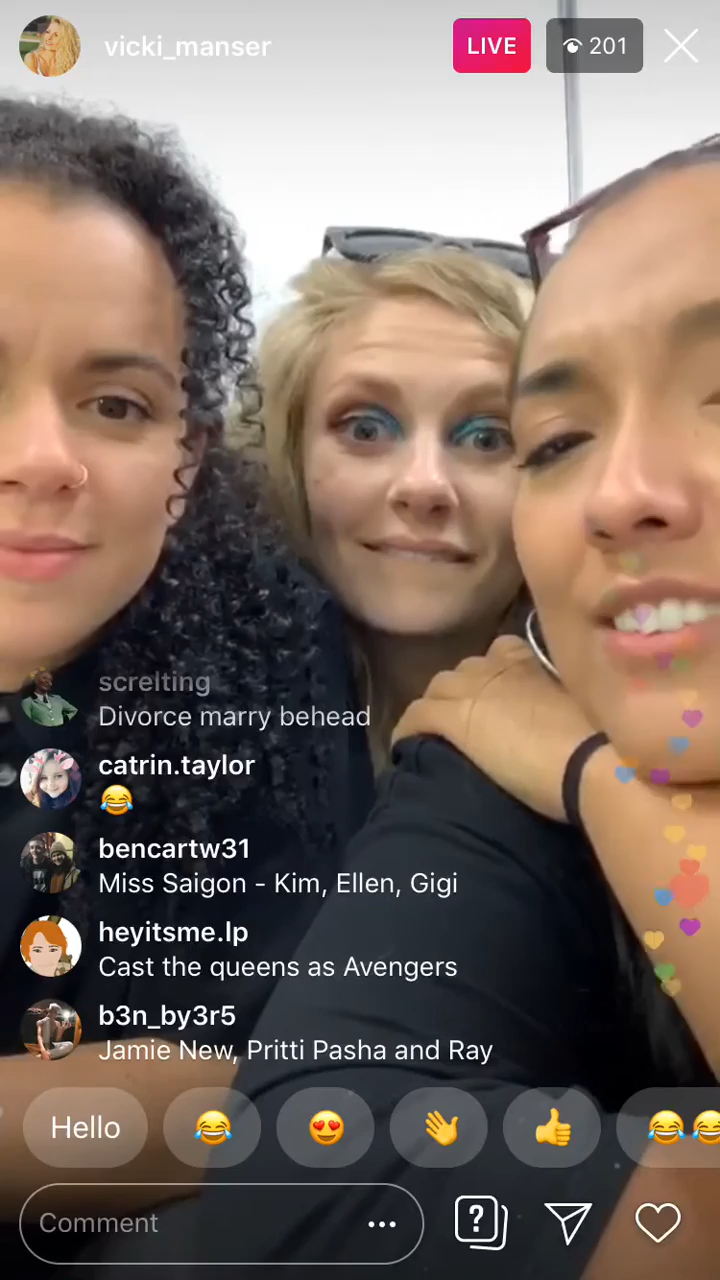 vicki_manser
LIVE
201
screlting
Divorce marry behead
catrin.taylor
😂
bencartw31
Miss Saigon - Kim, Ellen, Gigi
heyitsme.lp
Cast the queens as Avengers
b3n_by3r5
Jamie New, Pritti Pasha and Ray
Hello
Comment